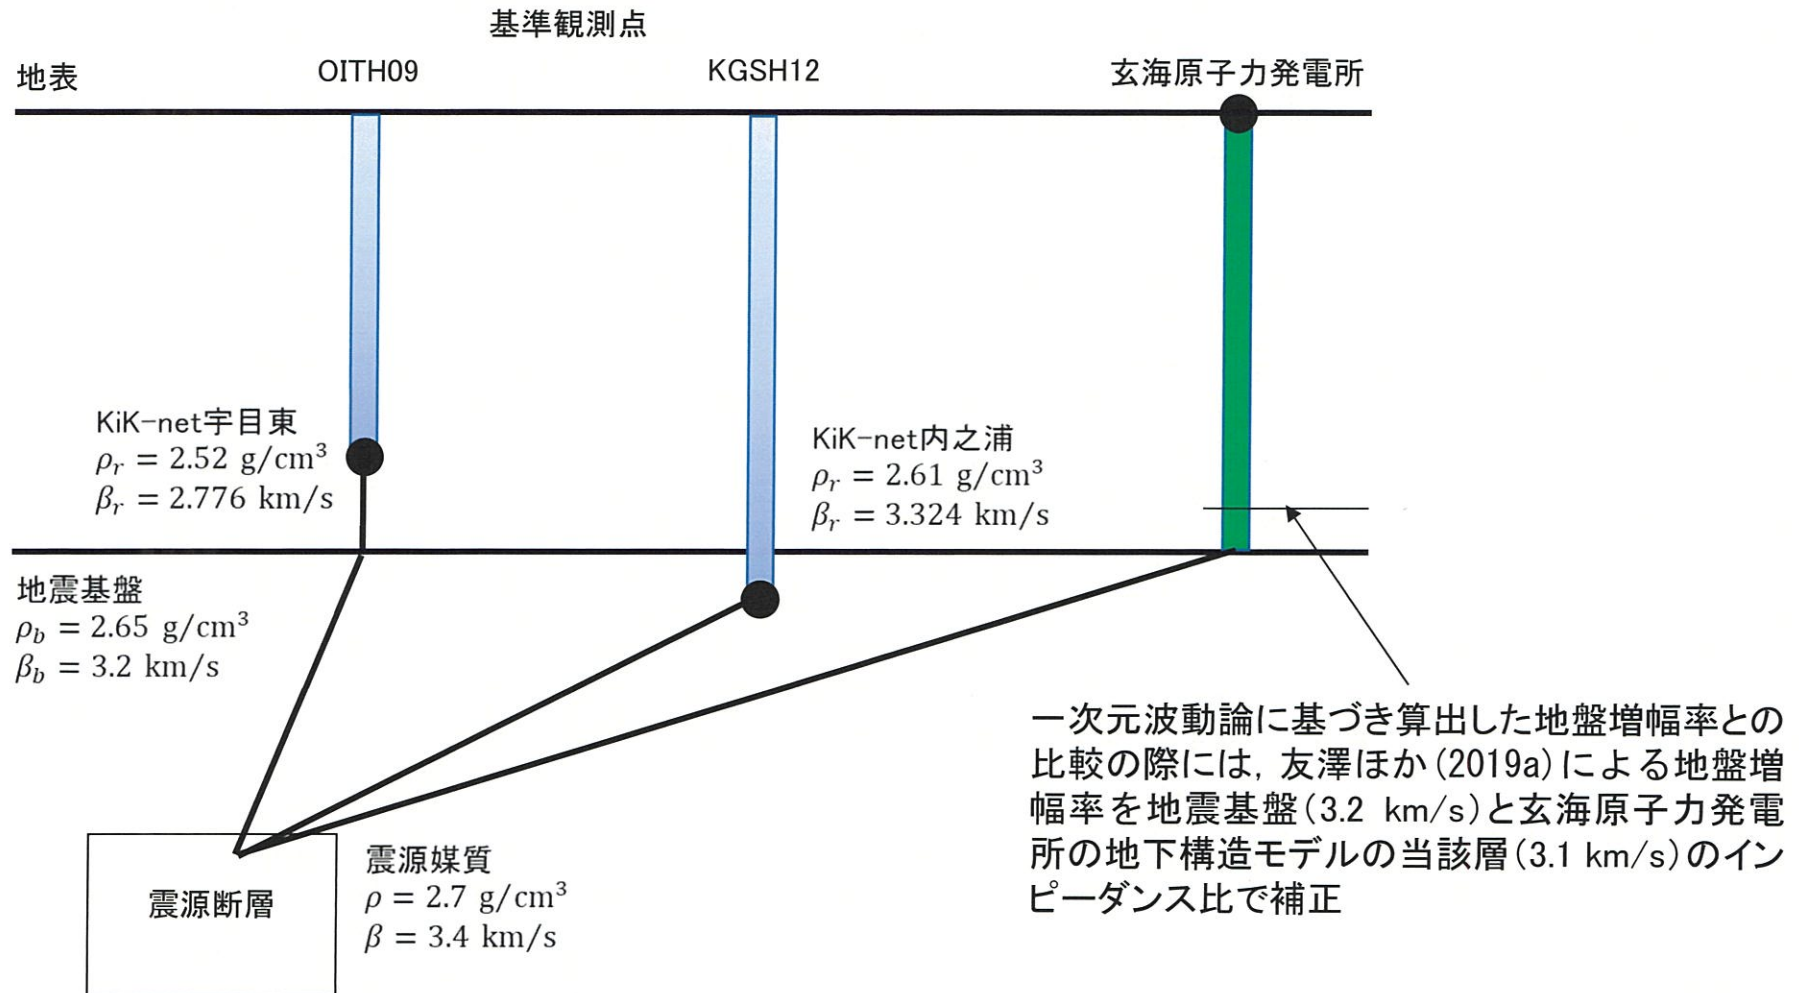 基準観測点
地表
OITH09
KGSH12
玄海原子力発電所
KiK-net宇目東
ρr = 2.52 g/cm³
βr = 2.776 km/s
KiK-net内之浦
ρr = 2.61 g/cm³
βr = 3.324 km/s
地震基盤
ρb = 2.65 g/cm³
βb = 3.2 km/s
一次元波動論に基づき算出した地盤増幅率との
比較の際には, 友澤ほか(2019a)による地盤増
幅率を地震基盤(3.2 km/s)と玄海原子力発電
所の地下構造モデルの当該層(3.1 km/s)のイン
ピーダンス比で補正
震源断層
震源媒質
ρ = 2.7 g/cm³
β = 3.4 km/s